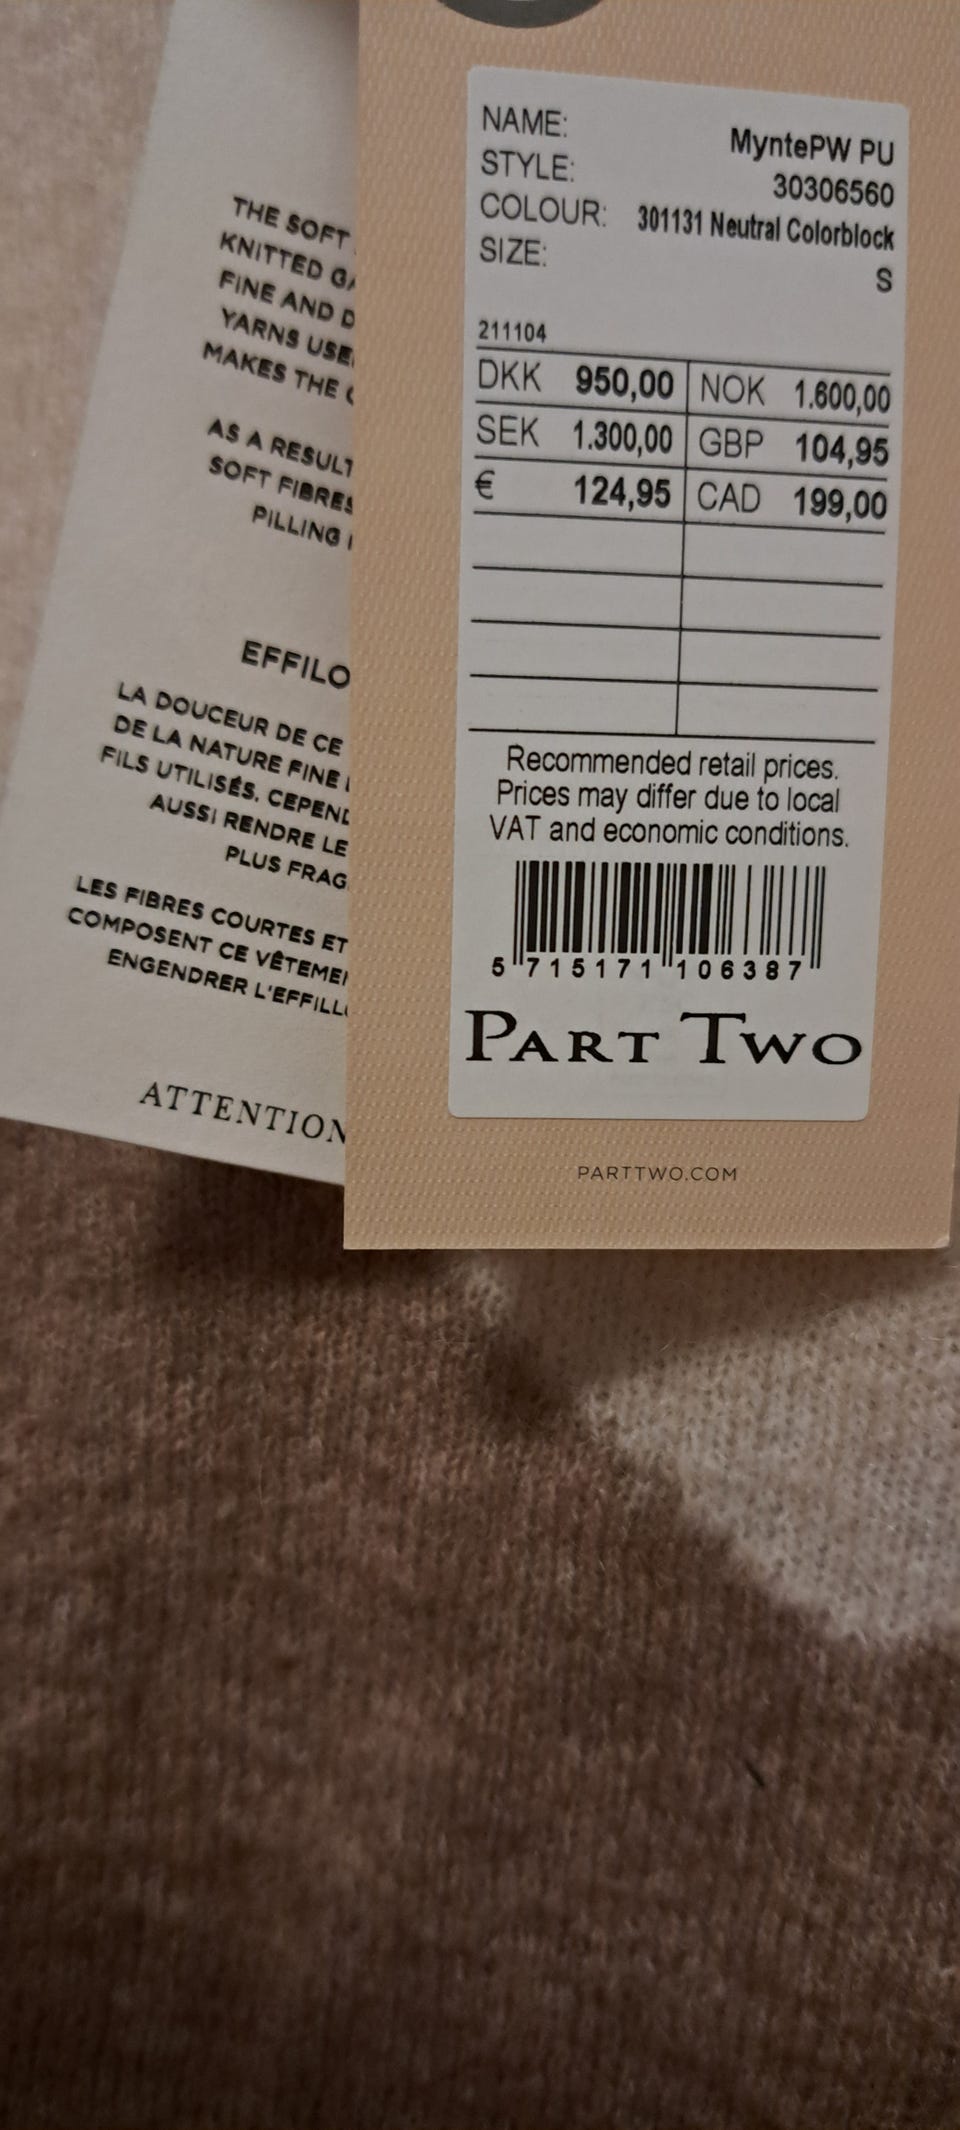 THE SOFT
KNITTED
FINE AND
YARNS
MAKES THE
AS A RESULT
SOFT FIBRES
PILLING
LA DOUCEUR DE CE
DE LA NATURE FINE
FILS UTILISÉS.
AUSSI RENDRE LE
PLUS
LES FIBRES COURTES ET
COMPOSENT CE
ENGENDRER
ATTENTION
NAME: MyntePW PU
STYLE: 30306560
COLOUR: 301131 Neutral Colorblock
SIZE: S
211104
DKK 950,00 NOK 1.600,00
SEK 1.300,00 GBP 104,95
€ 124,95 CAD 199,00
Recommended retail prices.
Prices may differ due to local
VAT and economic conditions.
5 715171 106387
PART TWO
PARTTWO.COM